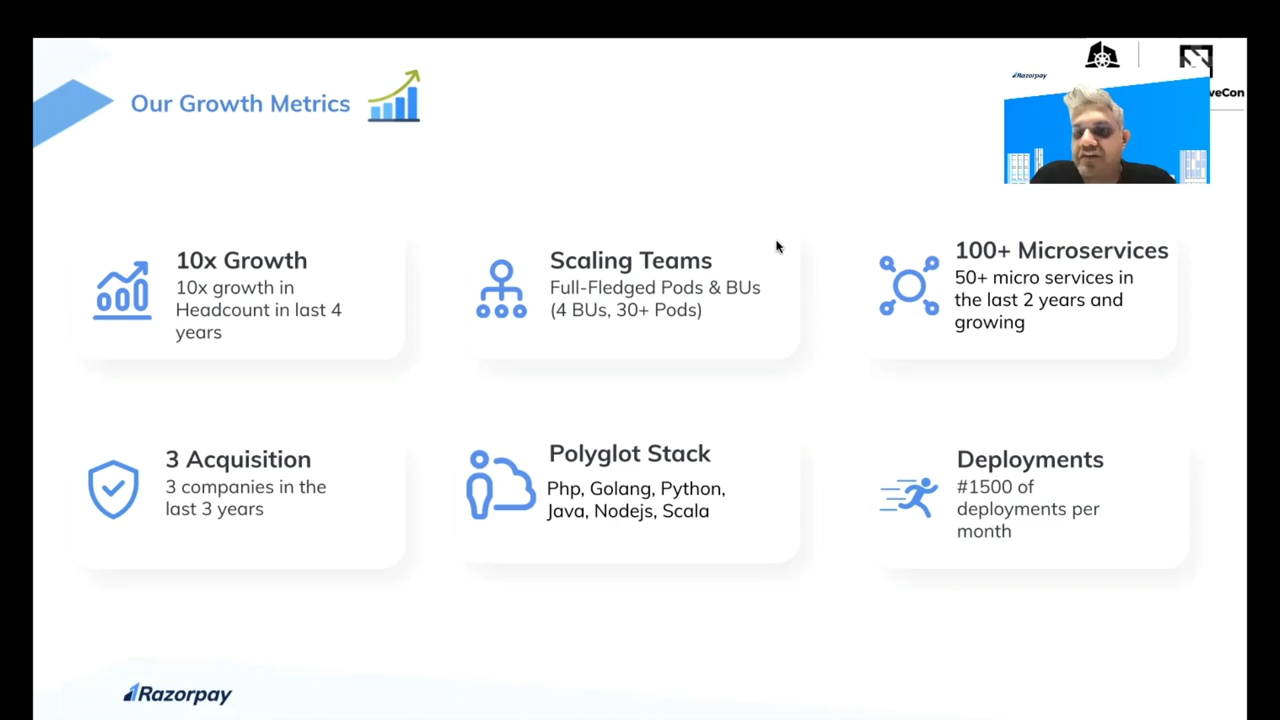 Our Growth Metrics
Razorpay
veCon
10x Growth
10x growth in
Headcount in last 4
years
Scaling Teams
Full-Fledged Pods & BUs
(4 BUs, 30+ Pods)
100+ Microservices
50+ micro services in
the last 2 years and
growing
3 Acquisition
3 companies in the
last 3 years
Polyglot Stack
Php, Golang, Python,
Java, Nodejs, Scala
Deployments
#1500 of
deployments per
month
Razorpay